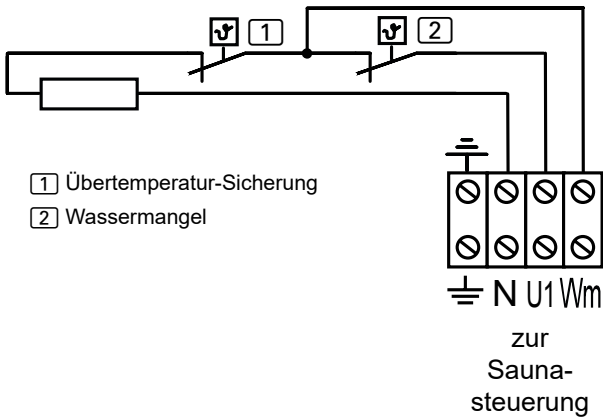 ϑ 1 ϑ 2
1 Übertemperatur-Sicherung
2 Wassermangel
N U1 Wm
zur
Sauna-
steuerung